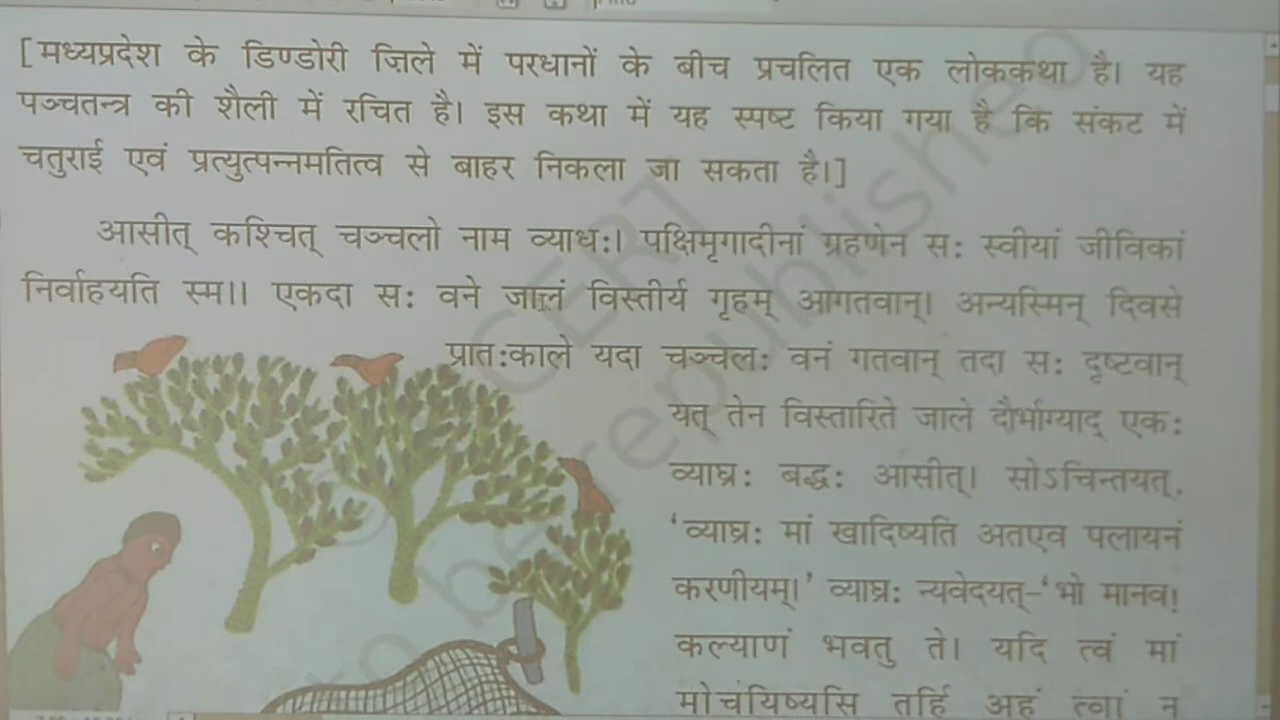 [मध्यप्रदेश के डिण्डोरी ज़िले में परधानों के बीच प्रचलित एक लोककथा है। यह
पञ्चतन्त्र की शैली में रचित है। इस कथा में यह स्पष्ट किया गया है कि संकट में
चतुराई एवं प्रत्युत्पन्नमतित्व से बाहर निकला जा सकता है।]
आसीत् कश्चित् चञ्चलो नाम व्याधः। पक्षिमृगादीनां ग्रहणेन सः स्वीयां जीविकां
निर्वाहयति स्म।। एकदा सः वने जालं विस्तीर्य गृहम् आगतवान्। अन्यस्मिन् दिवसे
प्रातःकाले यदा चञ्चलः वनं गतवान् तदा सः दृष्टवान्
यत् तेन विस्तारिते जाले दौर्भाग्याद् एकः
व्याघ्रः बद्धः आसीत्। सोऽचिन्तयत्,
‘व्याघ्रः मां खादिष्यति अतएव पलायनं
करणीयम्।’ व्याघ्रः न्यवेदयत्-‘भो मानव!
कल्याणं भवतु ते। यदि त्वं मां
मोचयिष्यसि तर्हि अहं त्वां न